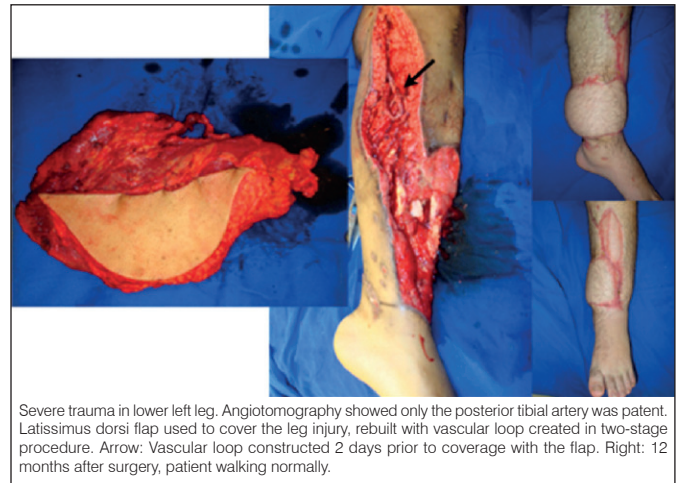 Severe trauma in lower left leg. Angiotomography showed only the posterior tibial artery was patent.
Latissimus dorsi flap used to cover the leg injury, rebuilt with vascular loop created in two-stage
procedure. Arrow: Vascular loop constructed 2 days prior to coverage with the flap. Right: 12
months after surgery, patient walking normally.